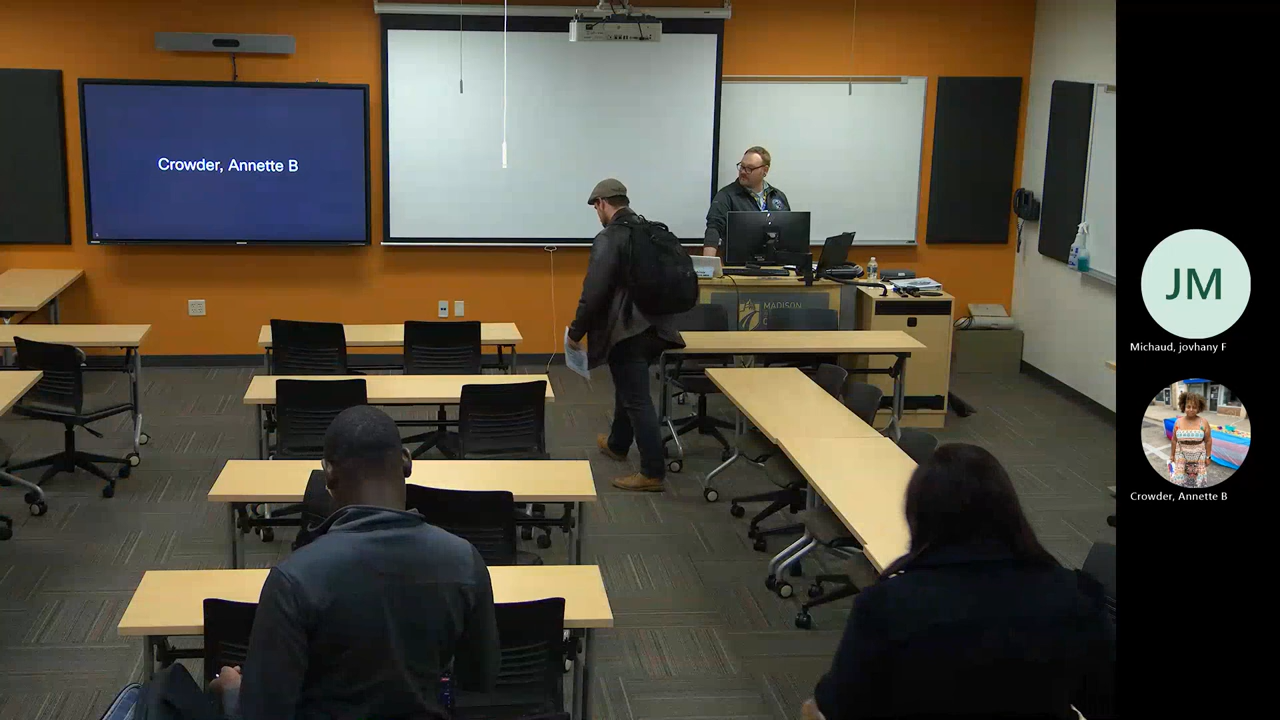 Crowder, Annette B
MADISON
JM
Michaud, jovhany F
Crowder, Annette B